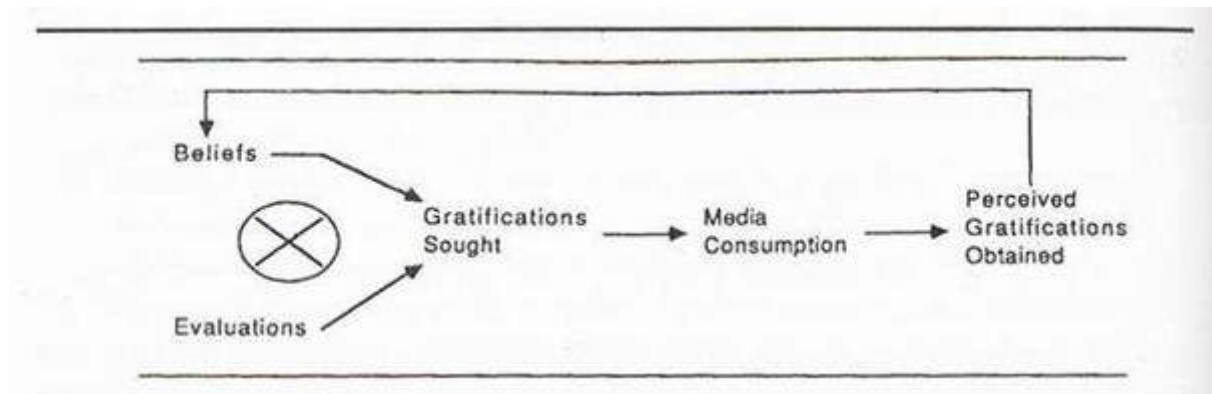 Beliefs
Gratifications
Sought
Media
Consumption
Perceived
Gratifications
Obtained
Evaluations